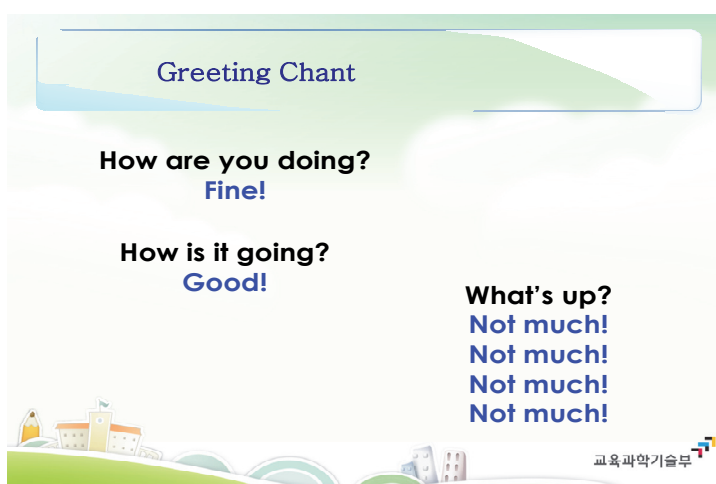 Greeting Chant
How are you doing?
Fine!
How is it going?
Good!
What's up?
Not much!
Not much!
Not much!
Not much!
교육과학기술부